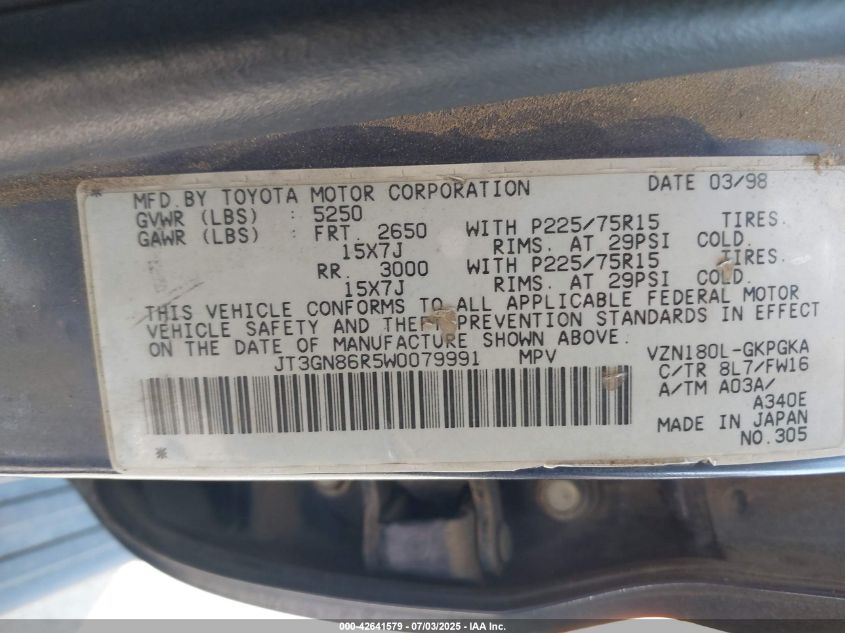 * MFD.BY TOYOTA MOTOR CORPORATION DATE 03/98
GVWR (LBS) : 5250
GAWR (LBS) : FRT. 2650 WITH P225/75R15 TIRES.
15X7J RIMS. AT 29PSI COLD.
RR. 3000 WITH P225/75R15 TIRES.
15X7J RIMS. AT 29PSI COLD.
THIS VEHICLE CONFORMS TO ALL APPLICABLE FEDERAL MOTOR
VEHICLE SAFETY AND THEFT PREVENTION STANDARDS IN EFFECT
ON THE DATE OF MANUFACTURE SHOWN ABOVE.
JT3GN86R5W0079991 MPV VZN180L-GKPGKA
C/TR 8L7/FW16
A/TM A03A/
A340E
MADE IN JAPAN
* NO.305
000-42641579 - 07/03/2025 - IAA Inc.